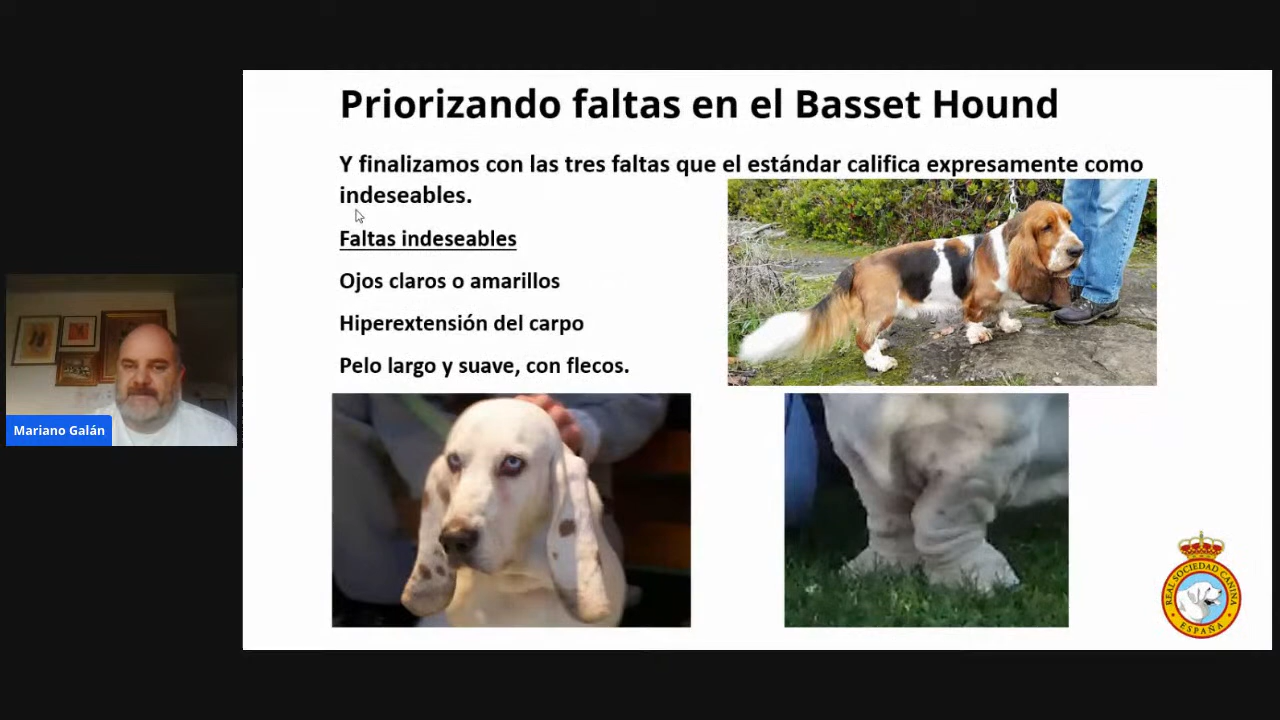 Priorizando faltas en el Basset Hound
Y finalizamos con las tres faltas que el estándar califica expresamente como
indeseables.
Faltas indeseables
Ojos claros o amarillos
Hiperextensión del carpo
Pelo largo y suave, con flecos.
Mariano Galán
REAL SOCIEDAD CANINA
ESPAÑA